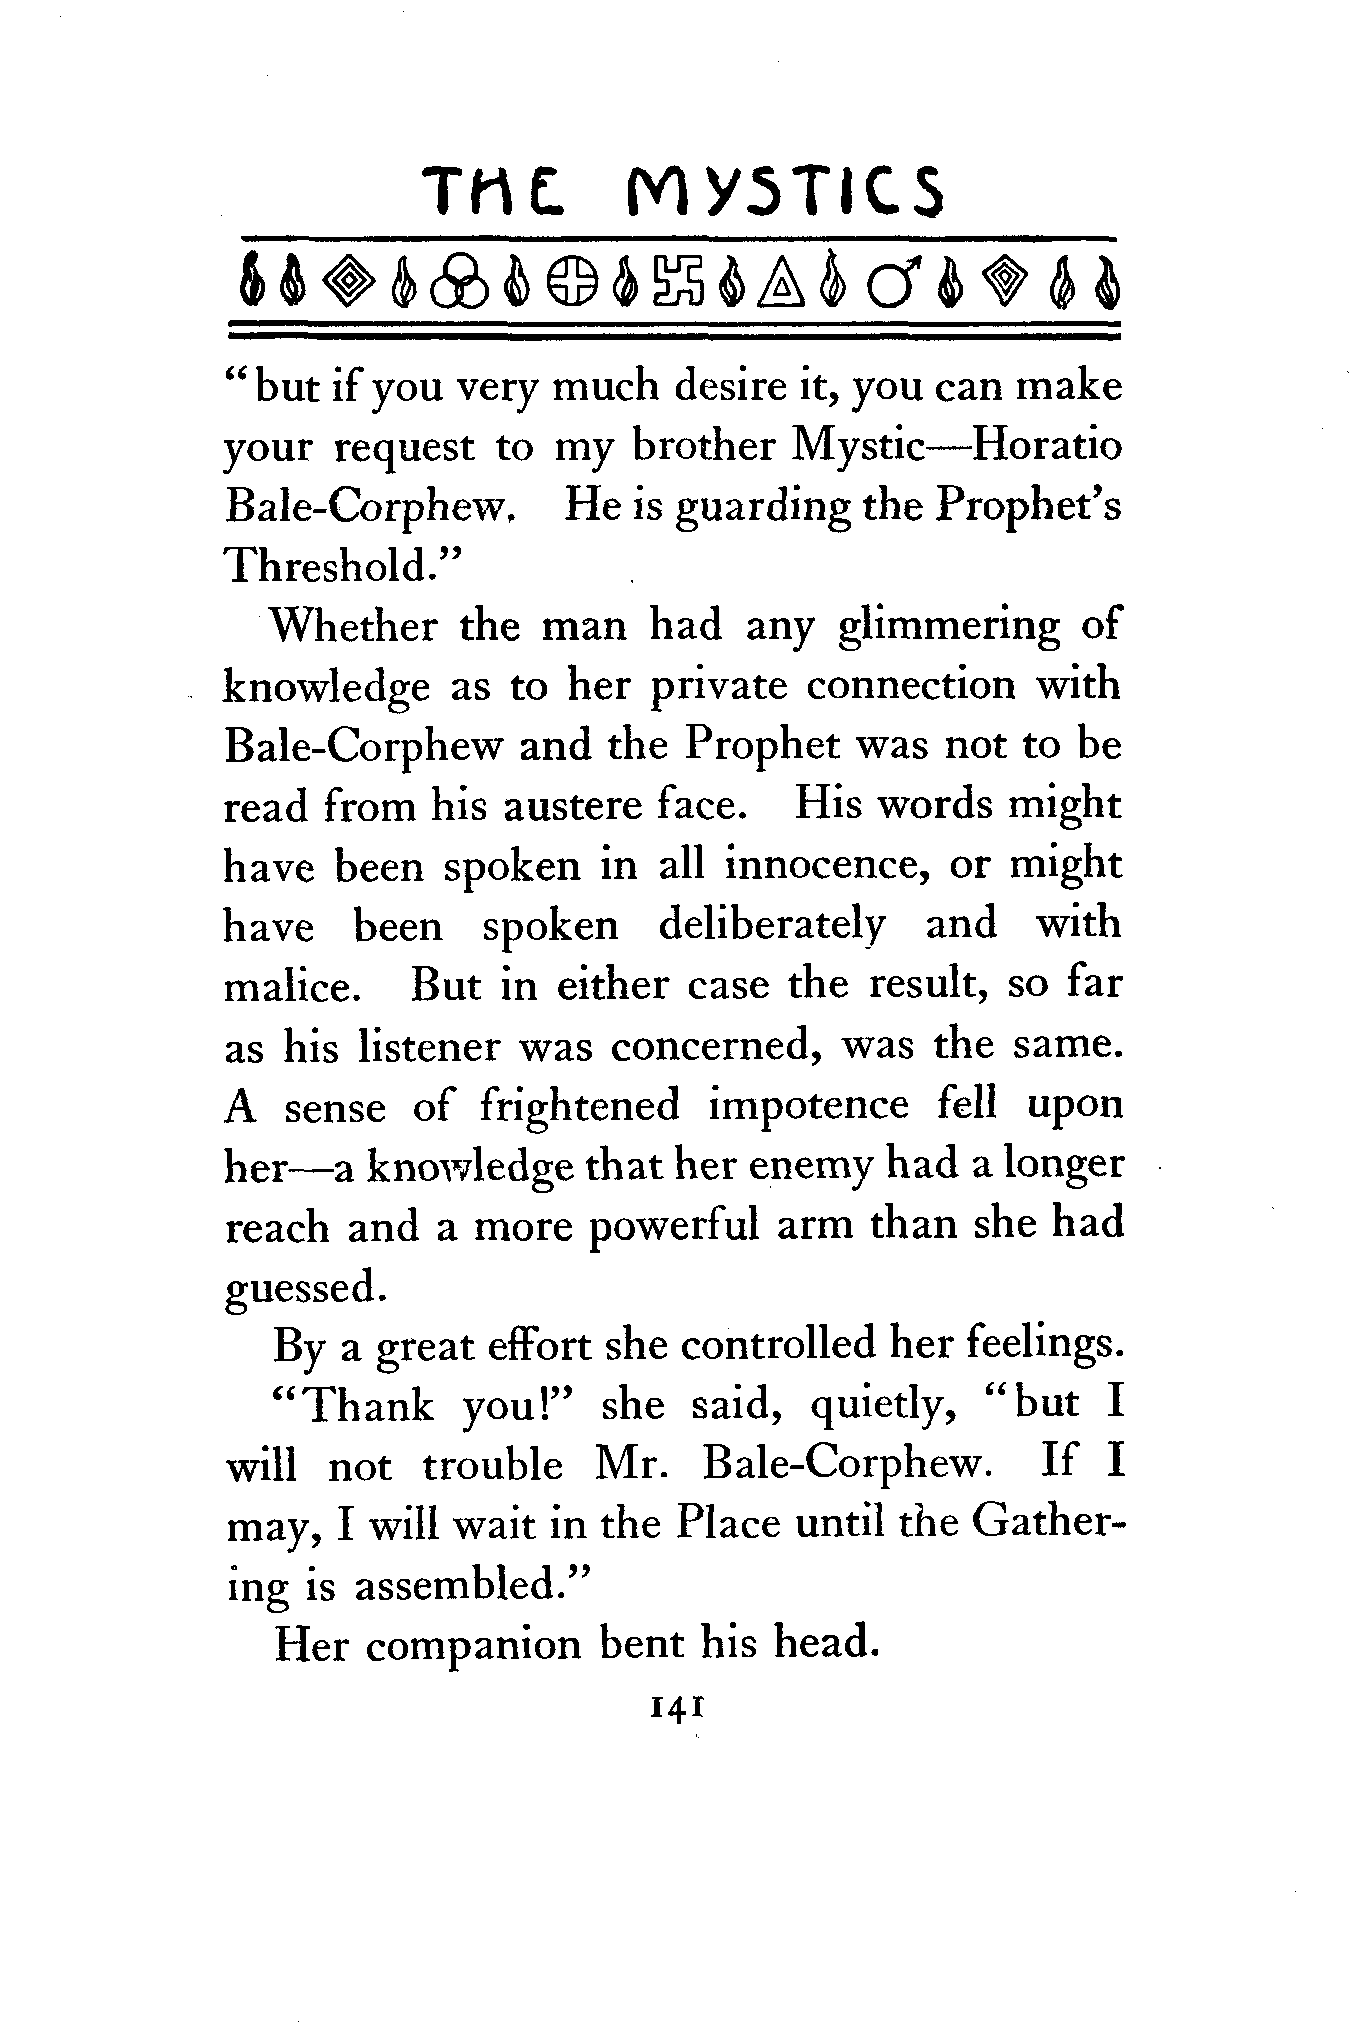 THE MYSTICS
“but if you very much desire it, you can make
your request to my brother Mystic—Horatio
Bale-Corphew. He is guarding the Prophet’s
Threshold.”
Whether the man had any glimmering of
knowledge as to her private connection with
Bale-Corphew and the Prophet was not to be
read from his austere face. His words might
have been spoken in all innocence, or might
have been spoken deliberately and with
malice. But in either case the result, so far
as his listener was concerned, was the same.
A sense of frightened impotence fell upon
her—a knowledge that her enemy had a longer
reach and a more powerful arm than she had
guessed.
By a great effort she controlled her feelings.
“Thank you!” she said, quietly, “but I
will not trouble Mr. Bale-Corphew. If I
may, I will wait in the Place until the Gather-
ing is assembled.”
Her companion bent his head.
141